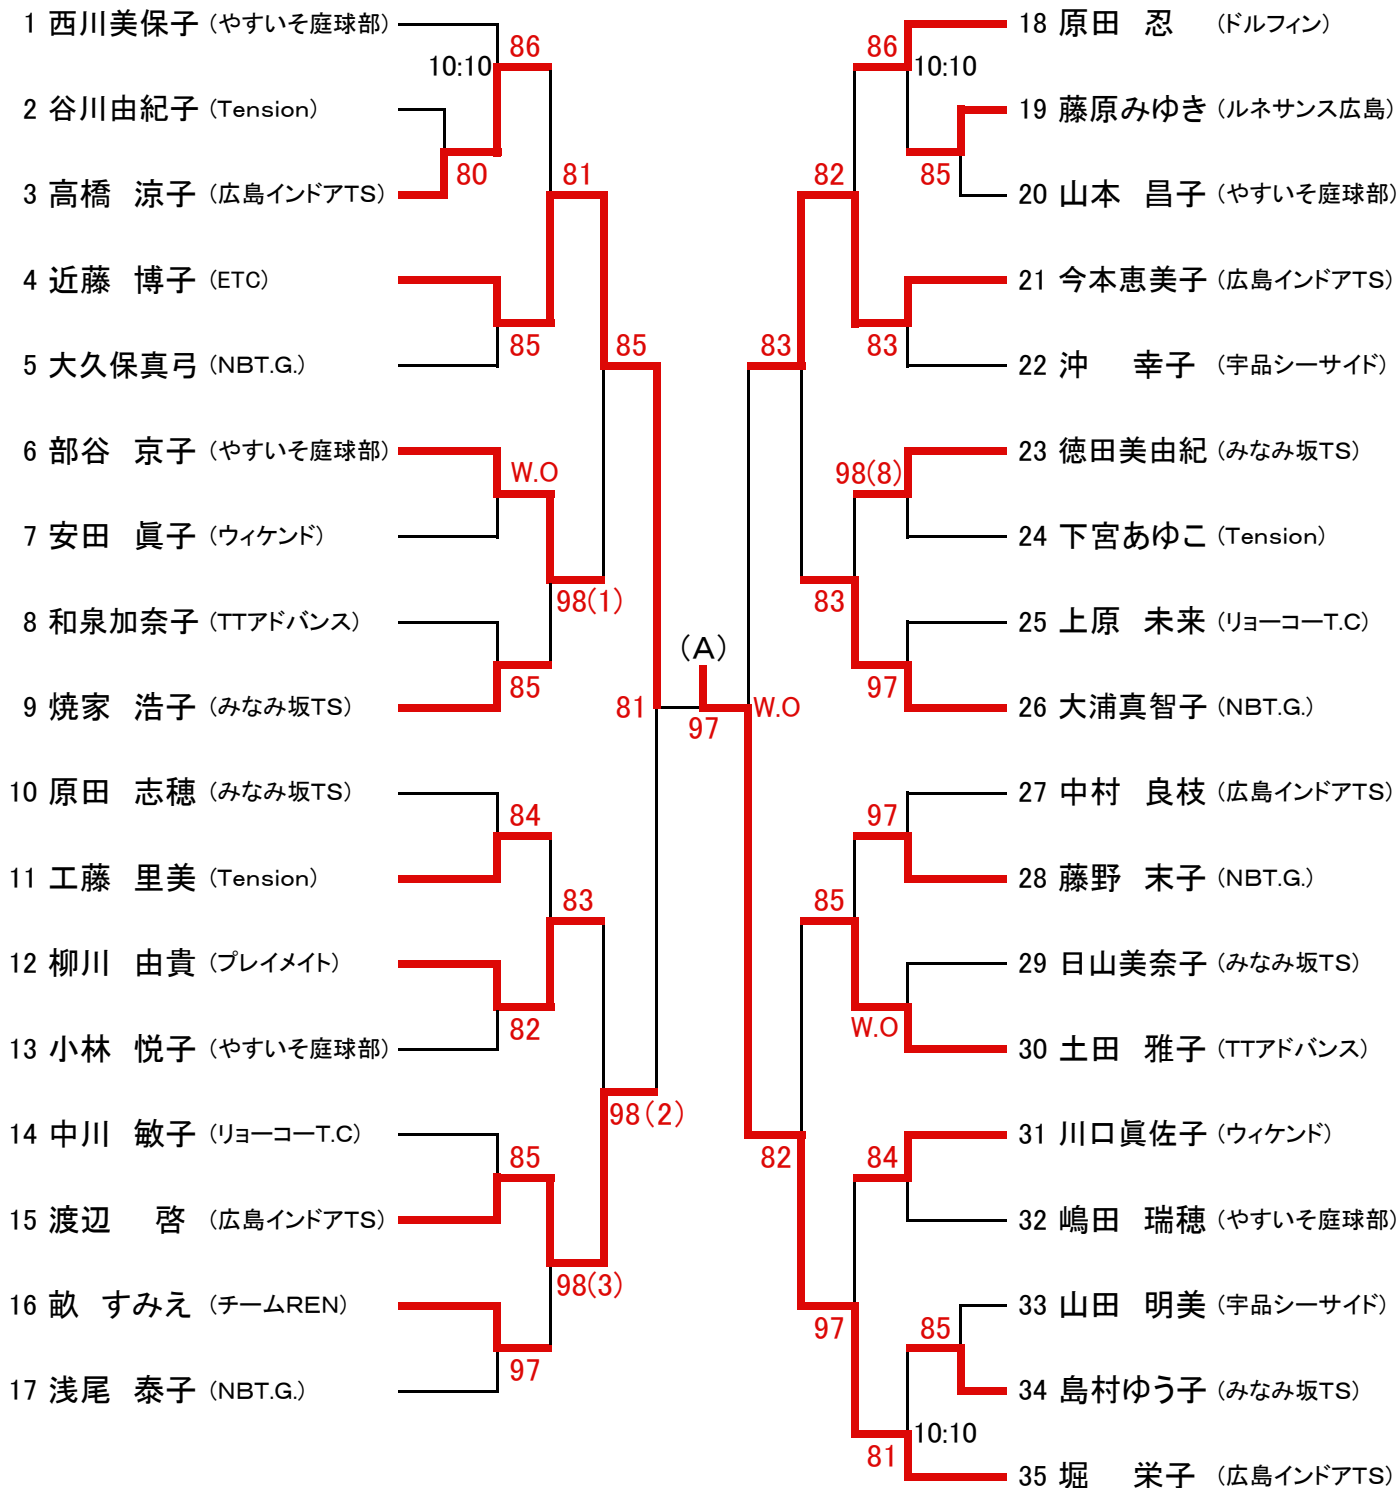 1 西川美保子 (やすいそ庭球部)
86
10:10
2 谷川由紀子 (Tension)
80
3 高橋 涼子 (広島インドアTS)
81
4 近藤 博子 (ETC)
85
5 大久保真弓 (NBT.G.)
85
6 部谷 京子 (やすいそ庭球部)
W.O
7 安田 眞子 (ウィケンド)
98(1)
8 和泉加奈子 (TTアドバンス)
85
9 焼家 浩子 (みなみ坂TS)
81
10 原田 志穂 (みなみ坂TS)
84
11 工藤 里美 (Tension)
83
12 柳川 由貴 (プレイメイト)
82
13 小林 悦子 (やすいそ庭球部)
98(2)
14 中川 敏子 (リョーコーT.C)
85
15 渡辺 啓 (広島インドアTS)
98(3)
16 畝 すみえ (チームREN)
97
17 浅尾 泰子 (NBT.G.)
(A)
97
W.O
18 原田 忍 (ドルフィン)
86
10:10
19 藤原みゆき (ルネサンス広島)
85
82
20 山本 昌子 (やすいそ庭球部)
21 今本恵美子 (広島インドアTS)
83
83
22 沖 幸子 (宇品シーサイド)
23 徳田美由紀 (みなみ坂TS)
98(8)
24 下宮あゆこ (Tension)
83
25 上原 未来 (リョーコーT.C)
97
26 大浦真智子 (NBT.G.)
27 中村 良枝 (広島インドアTS)
97
28 藤野 末子 (NBT.G.)
85
29 日山美奈子 (みなみ坂TS)
W.O
30 土田 雅子 (TTアドバンス)
31 川口眞佐子 (ウィケンド)
82
84
32 嶋田 瑞穂 (やすいそ庭球部)
33 山田 明美 (宇品シーサイド)
97
85
34 島村ゆう子 (みなみ坂TS)
10:10
81
35 堀 栄子 (広島インドアTS)